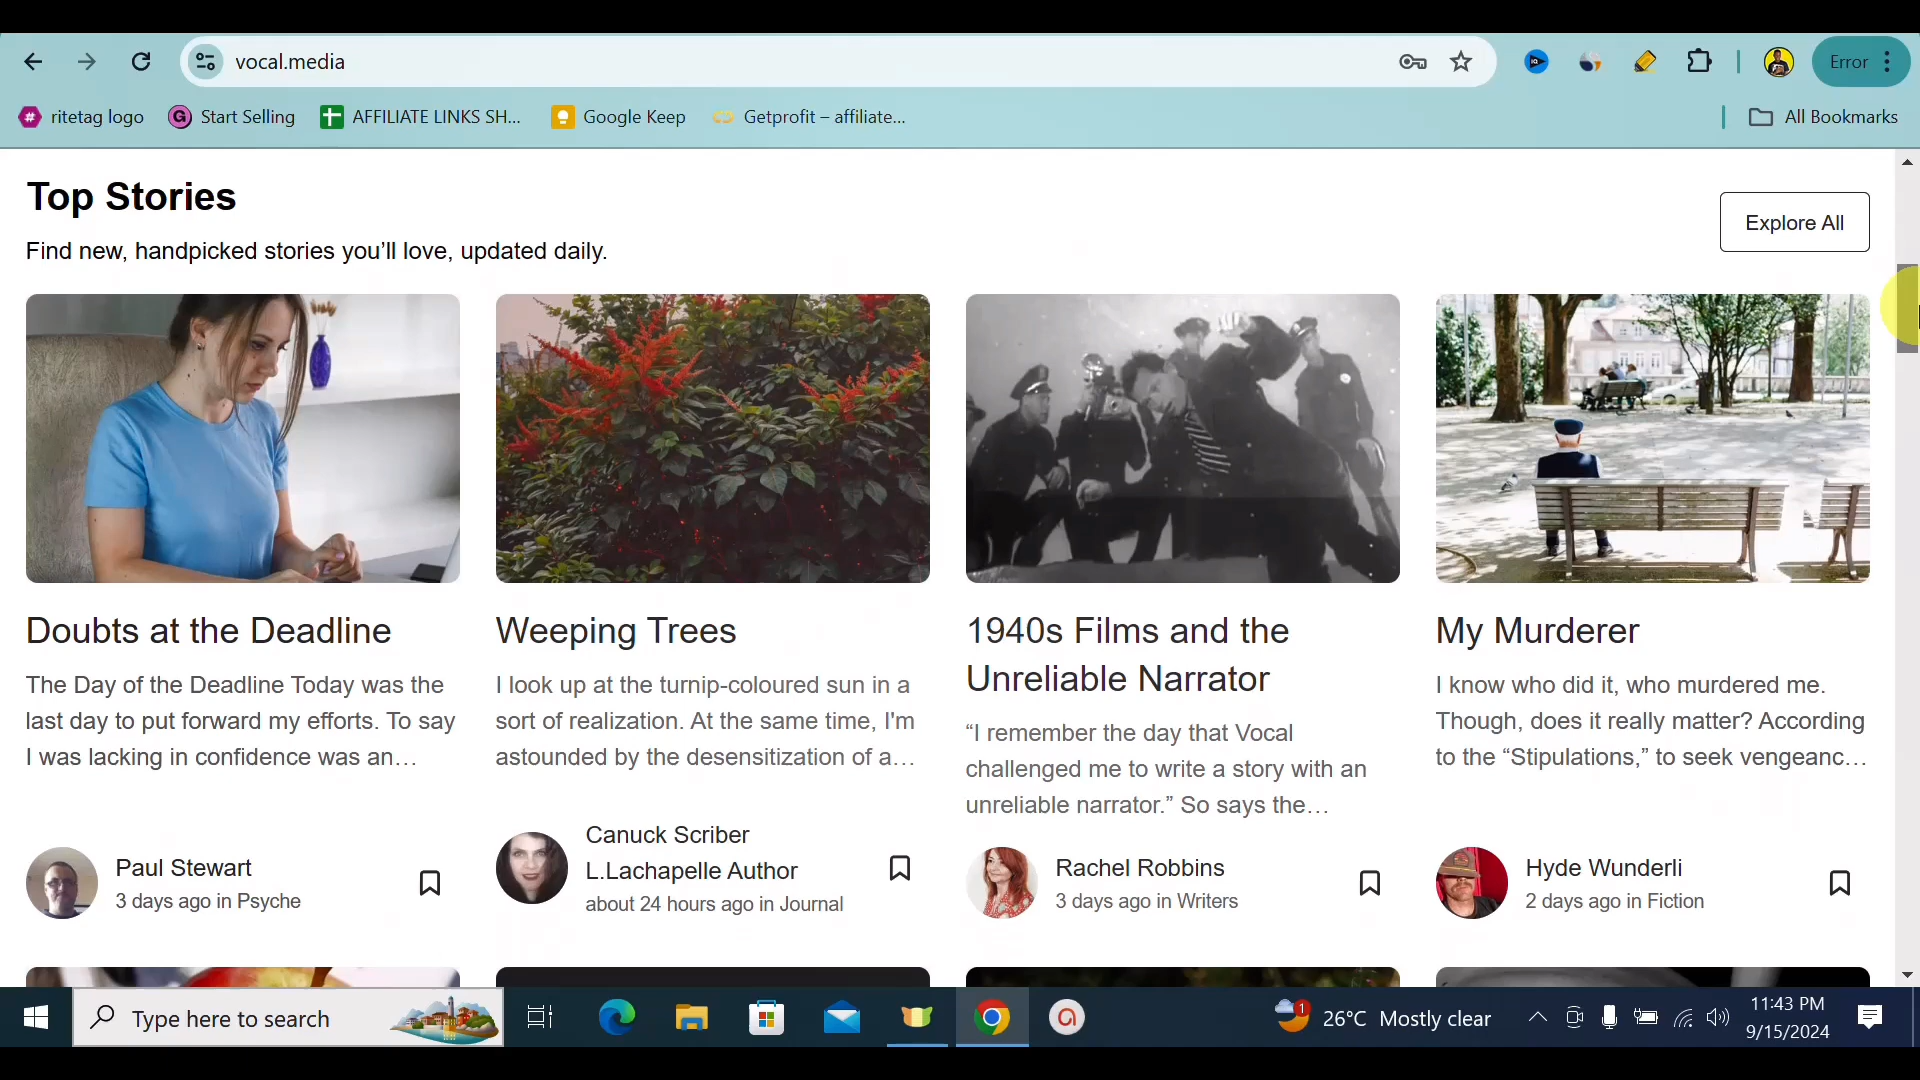 vocal.media
Error
ritetag logo
Start Selling
AFFILIATE LINKS SH...
Google Keep
Getprofit – affiliate...
All Bookmarks
Top Stories
Explore All
Find new, handpicked stories you’ll love, updated daily.
Doubts at the Deadline
The Day of the Deadline Today was the
last day to put forward my efforts. To say
I was lacking in confidence was an…
Paul Stewart
3 days ago in Psyche
Weeping Trees
I look up at the turnip-coloured sun in a
sort of realization. At the same time, I'm
astounded by the desensitization of a…
Canuck Scriber
L.Lachapelle Author
about 24 hours ago in Journal
1940s Films and the
Unreliable Narrator
“I remember the day that Vocal
challenged me to write a story with an
unreliable narrator.” So says the…
Rachel Robbins
3 days ago in Writers
My Murderer
I know who did it, who murdered me.
Though, does it really matter? According
to the “Stipulations,” to seek vengeanc…
Hyde Wunderli
2 days ago in Fiction
Type here to search
1
26°C Mostly clear
11:43 PM
9/15/2024